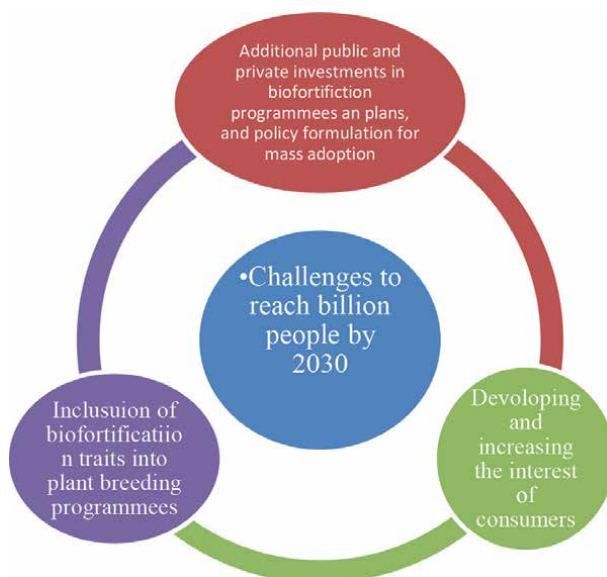 Additional public and
private investments in
biofortifiction
programmees an plans,
and policy formulation for
mass adoption
•Challenges to
reach billion
people by
2030
Inclusuion of
biofortificatiio
n traits into
plant breeding
programmees
Devoloping
and
increasing
the interest
of
consumers